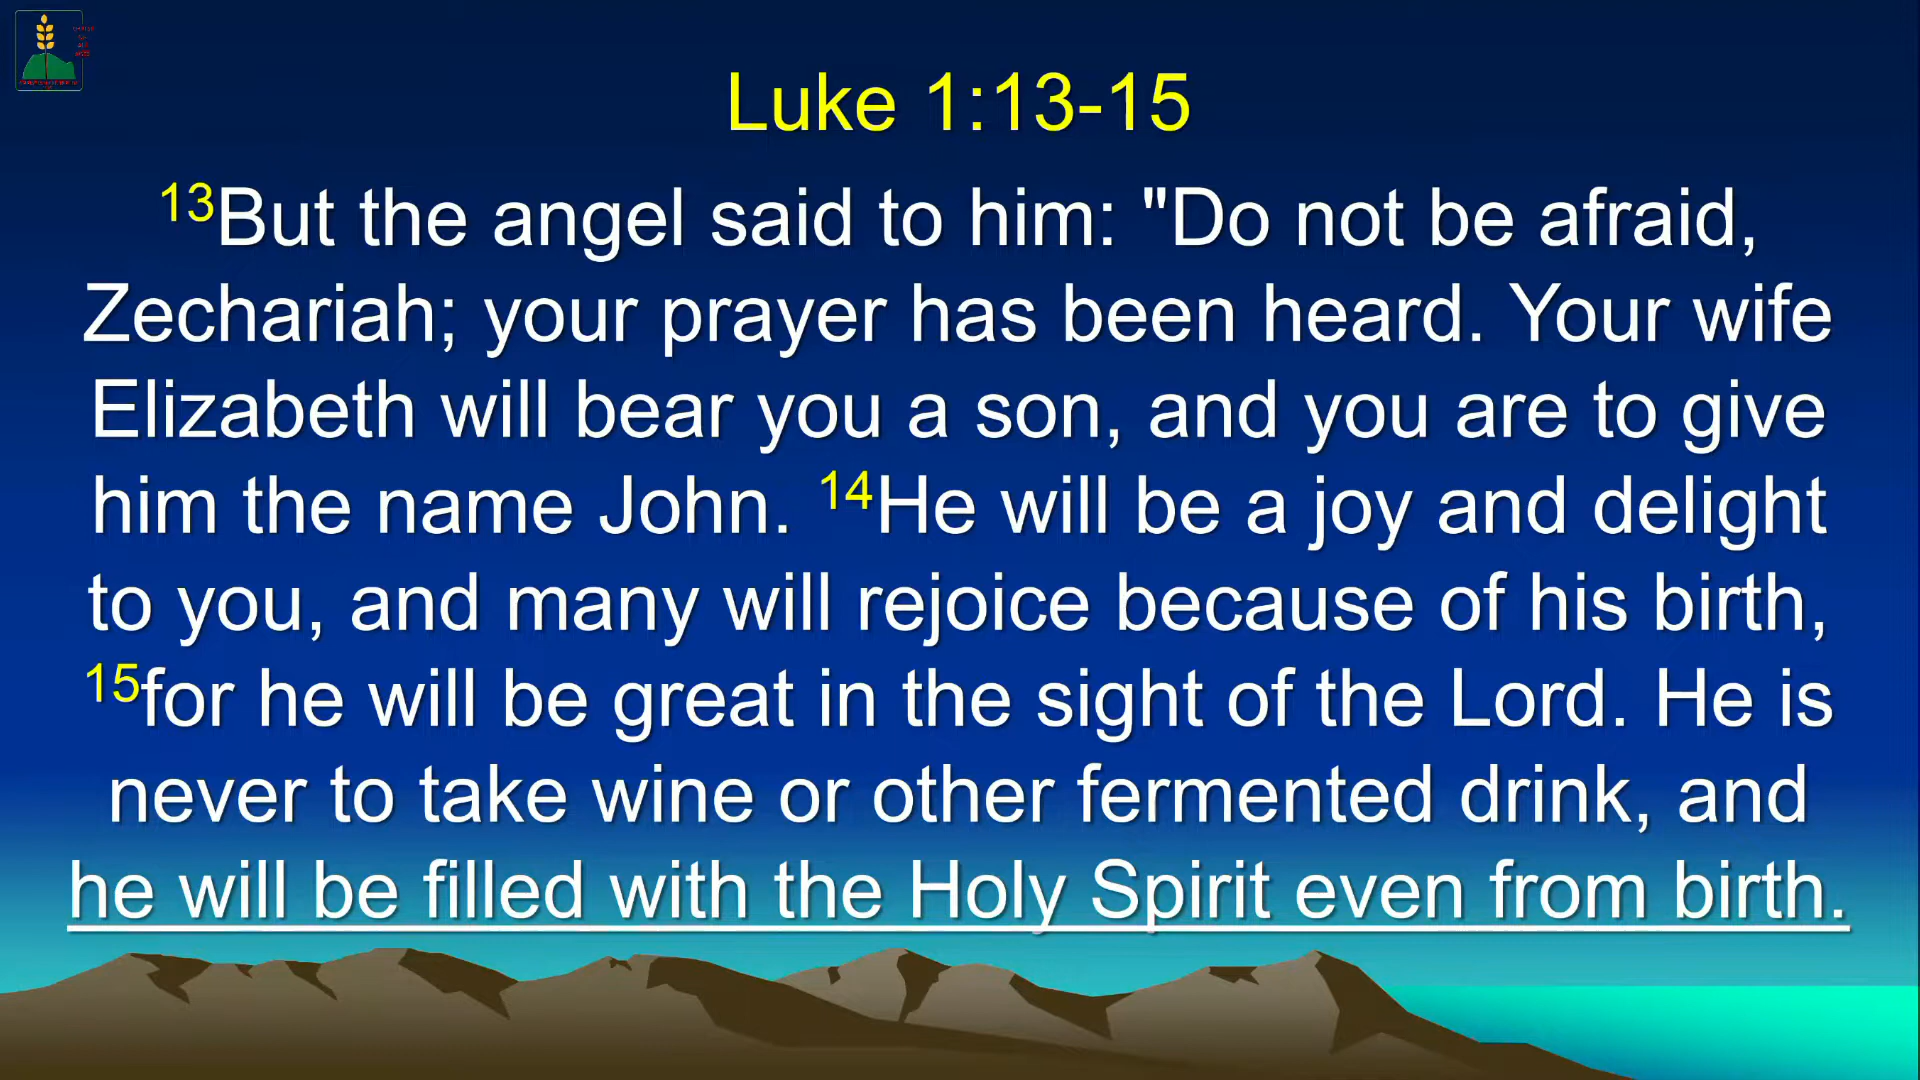 Luke 1:13-15
13But the angel said to him: "Do not be afraid,
Zechariah; your prayer has been heard. Your wife
Elizabeth will bear you a son, and you are to give
him the name John. 14He will be a joy and delight
to you, and many will rejoice because of his birth,
15for he will be great in the sight of the Lord. He is
never to take wine or other fermented drink, and
he will be filled with the Holy Spirit even from birth.